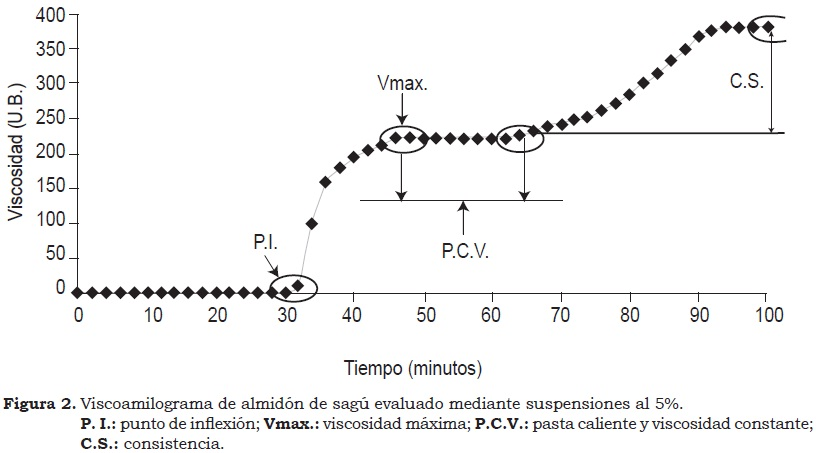 400
350
300
250
200
150
100
50
0
Viscosidad (U.B.)
Vmax.
C.S.
P.I.
P.C.V.
0 10 20 30 40 50 60 70 80 90 100
Tiempo (minutos)
Figura 2. Viscoamilograma de almidón de sagú evaluado mediante suspensiones al 5%.
P. I.: punto de inflexión; Vmax.: viscosidad máxima; P.C.V.: pasta caliente y viscosidad constante;
C.S.: consistencia.